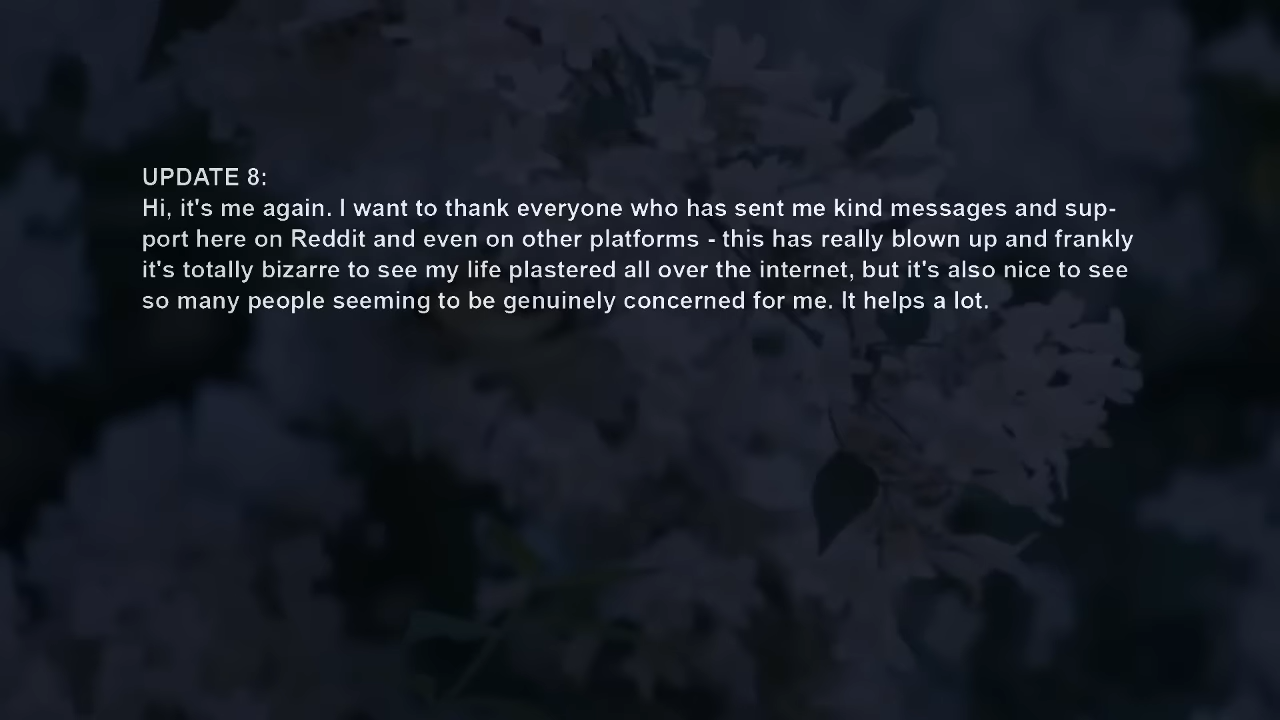 UPDATE 8:
Hi, it's me again. I want to thank everyone who has sent me kind messages and sup-
port here on Reddit and even on other platforms - this has really blown up and frankly
it's totally bizarre to see my life plastered all over the internet, but it's also nice to see
so many people seeming to be genuinely concerned for me. It helps a lot.